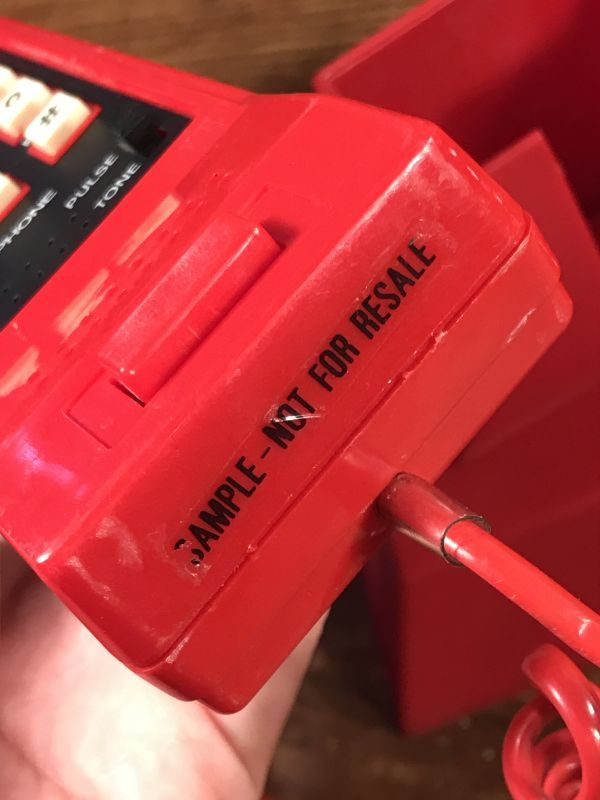 #
PHONE
PULSE
TONE
SAMPLE - NOT FOR RESALE